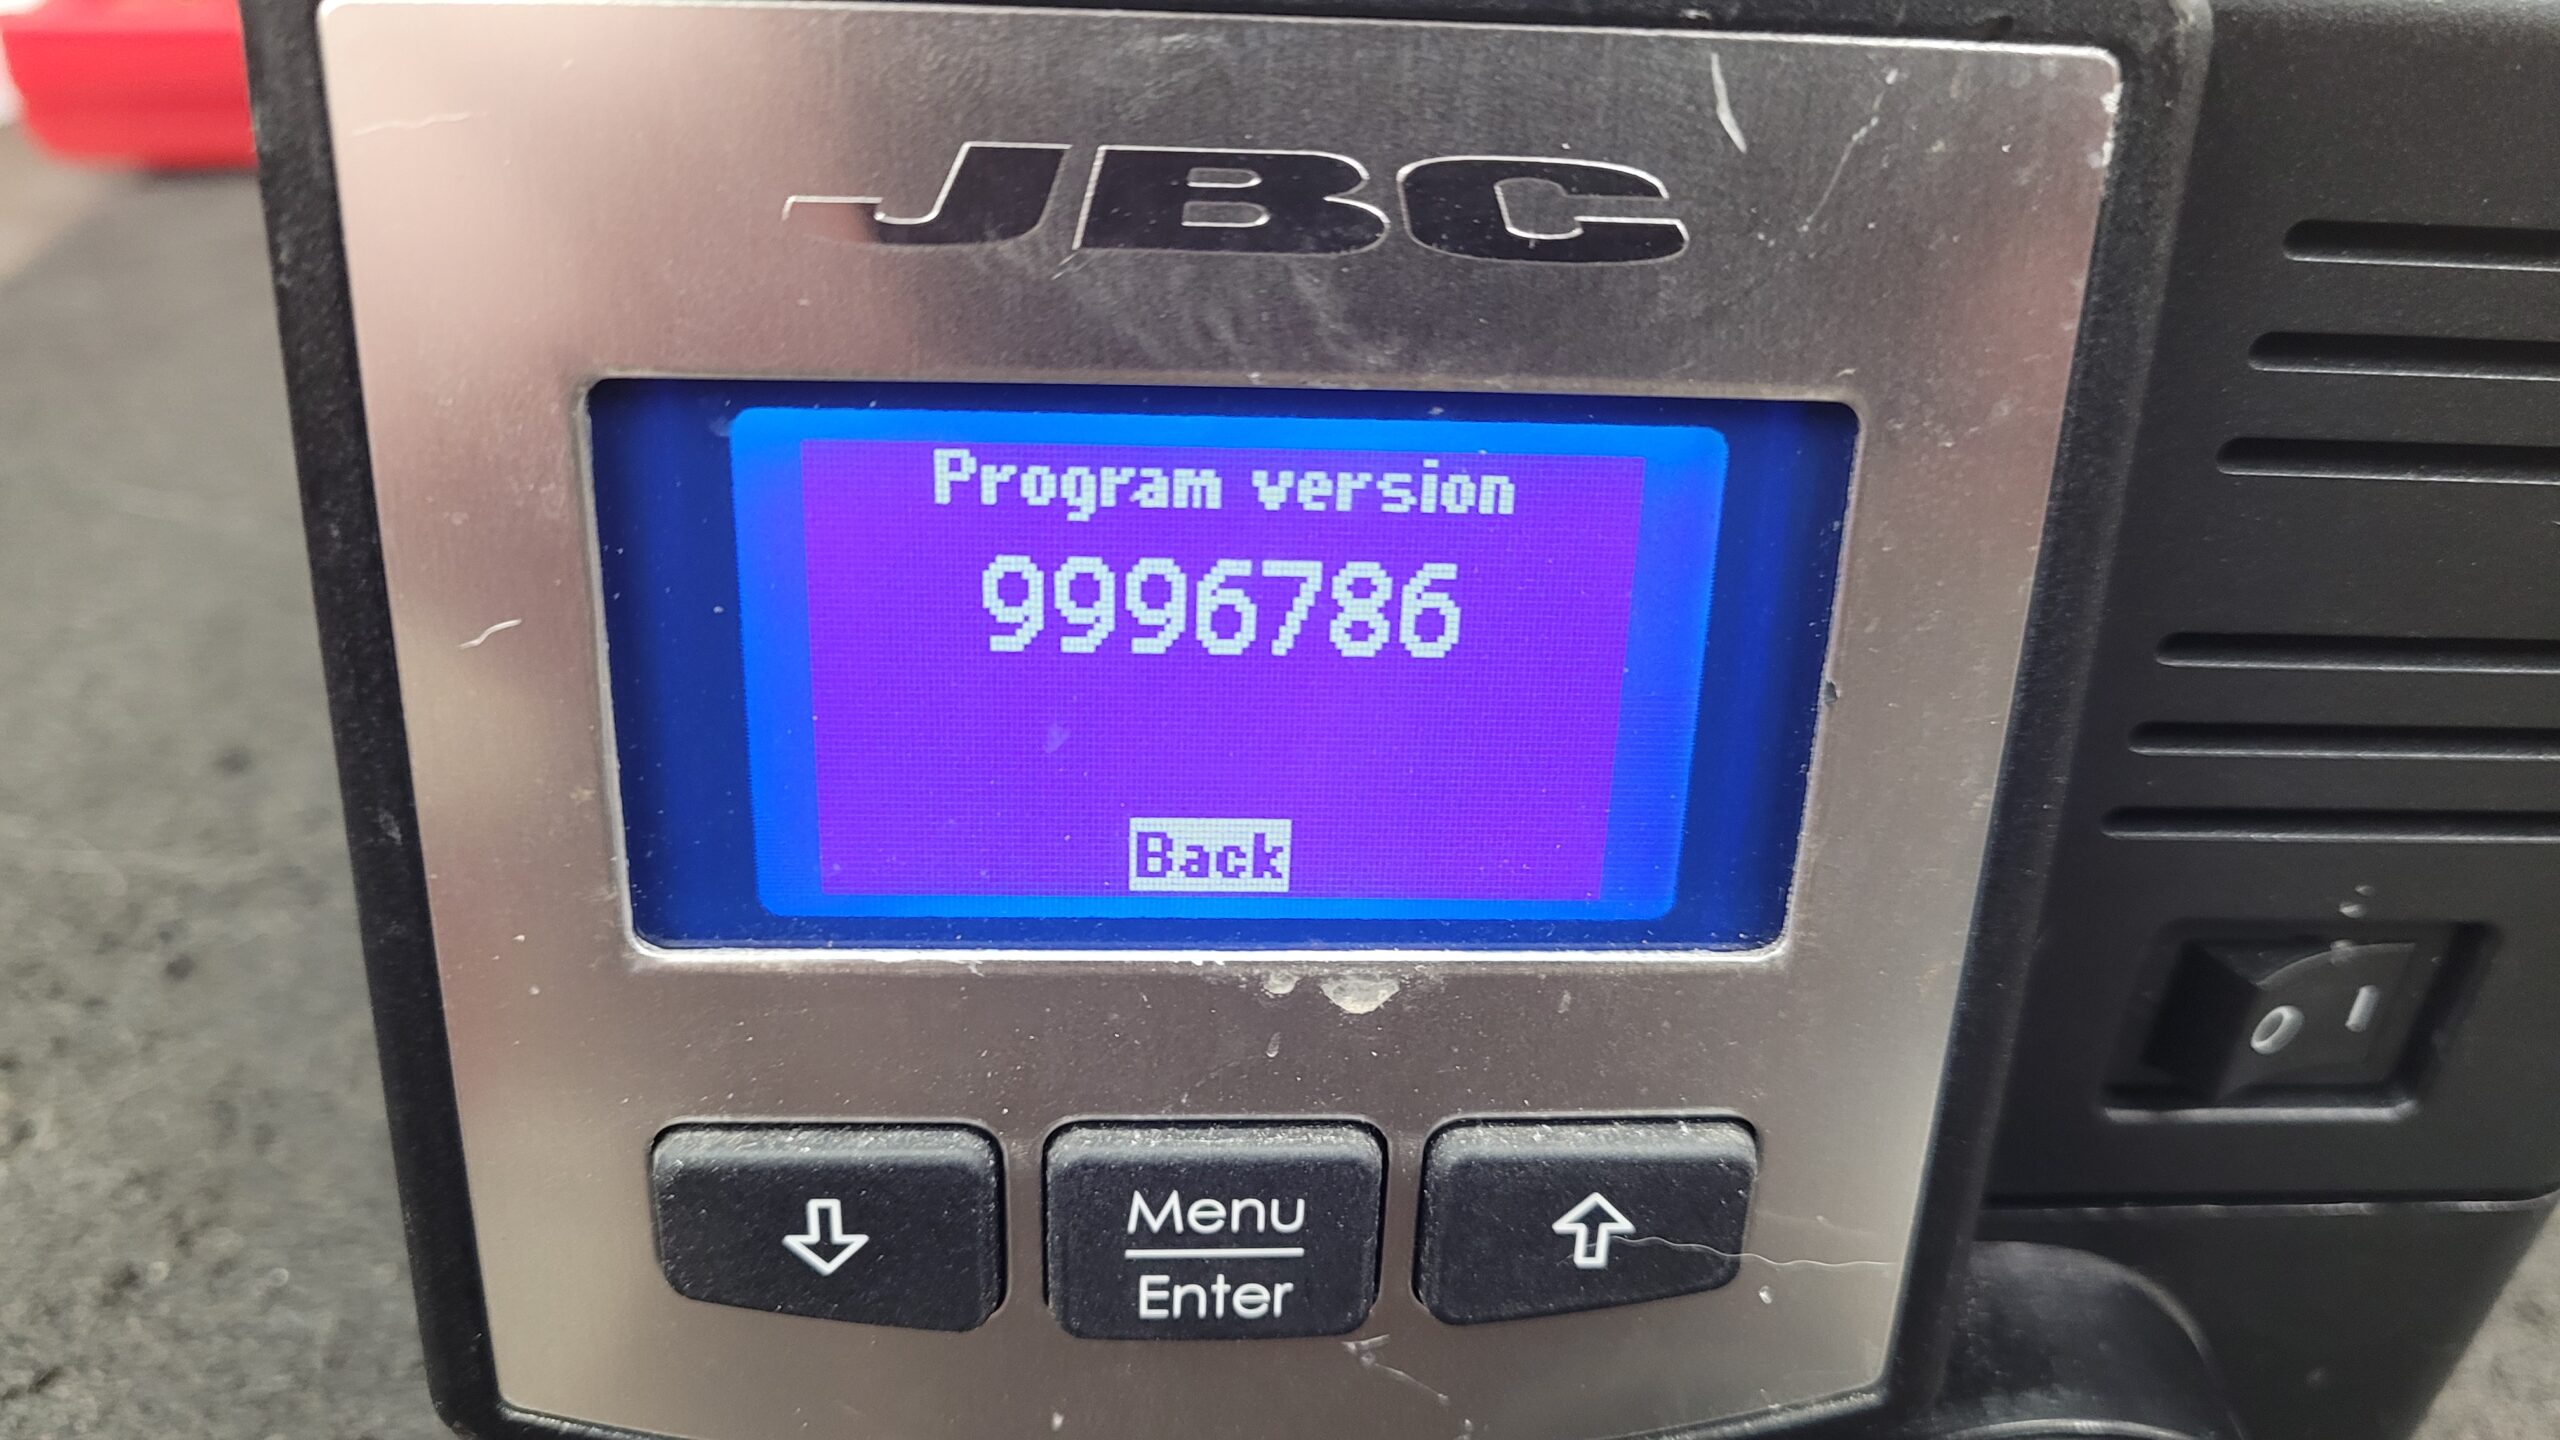 JBC
Program version
9996786
Back
Menu
Enter
O I